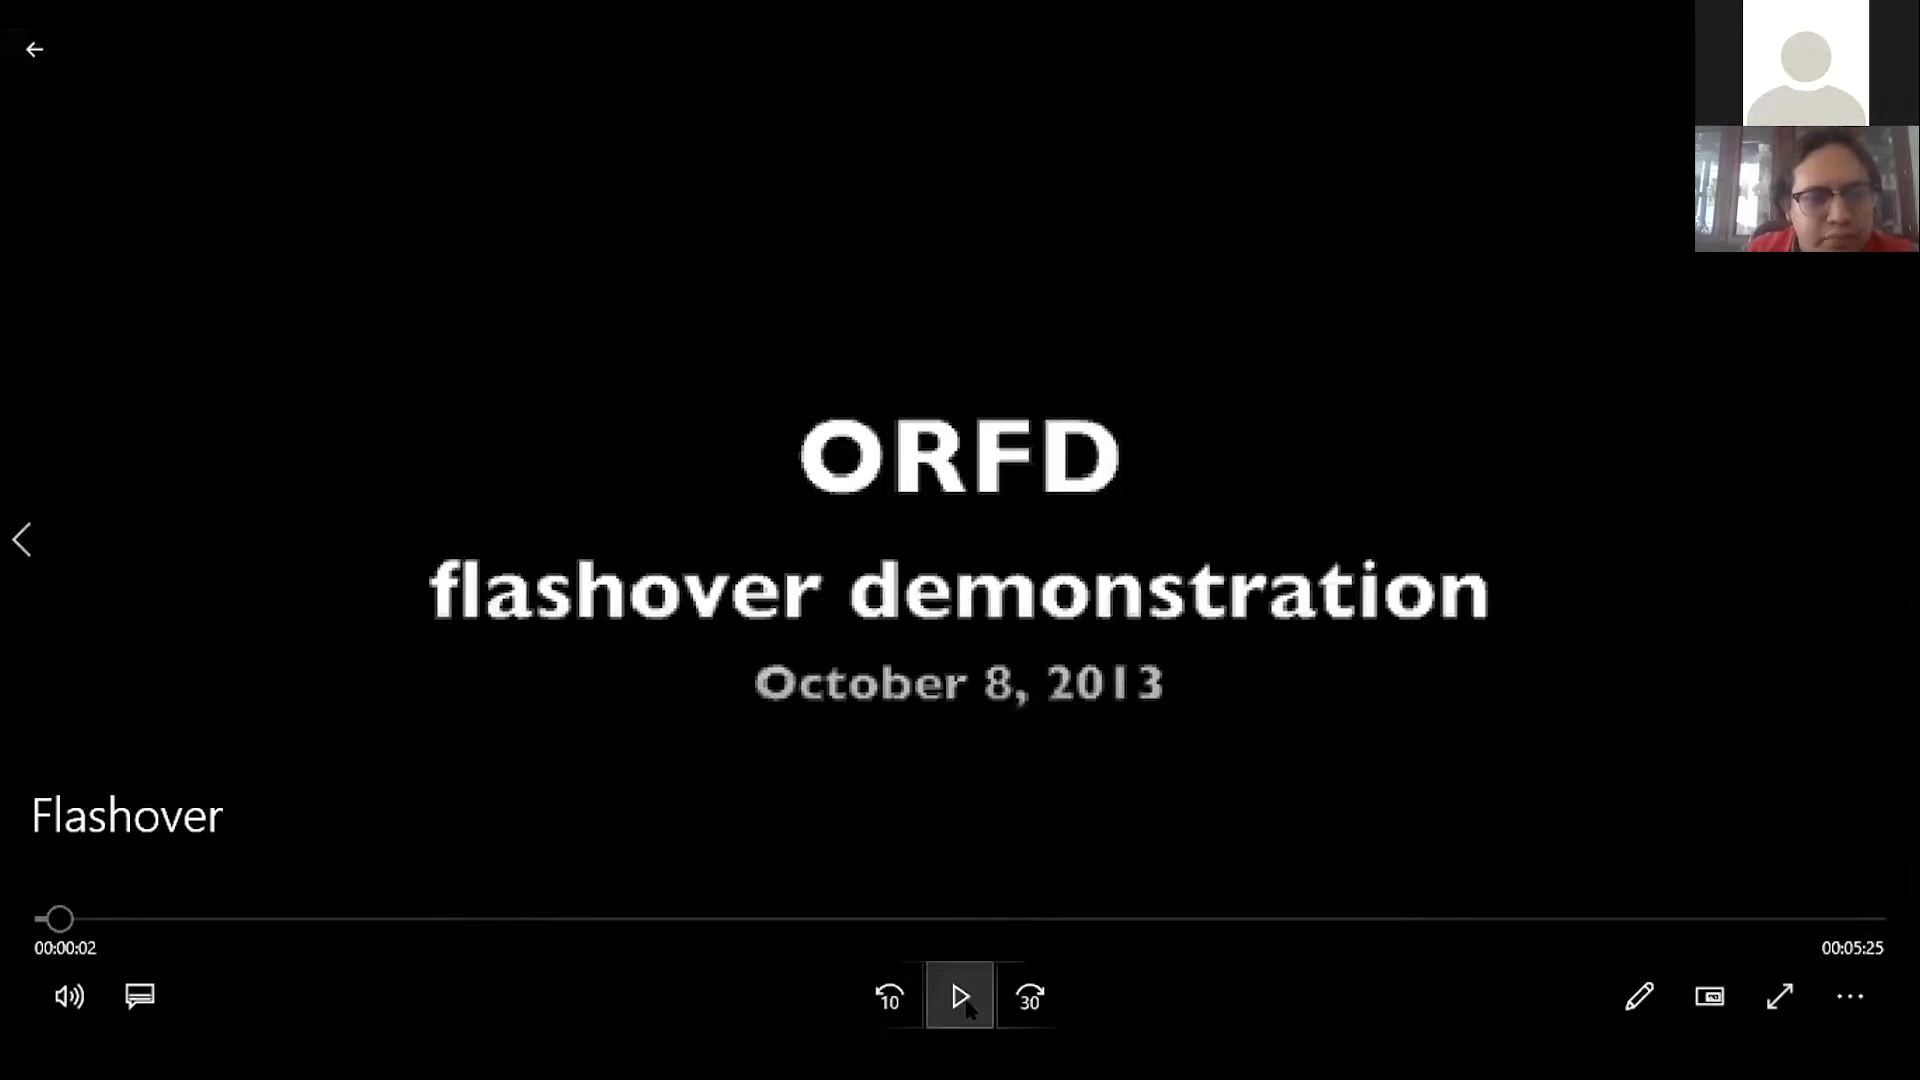 ORFD
flashover demonstration
October 8, 2013
Flashover
00:00:02
00:05:25
10
30